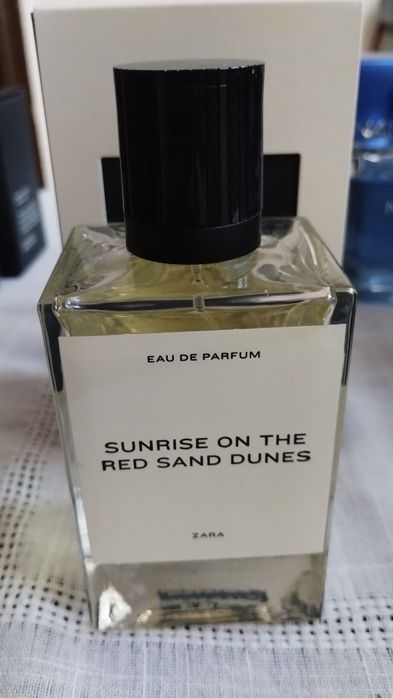 EAU DE PARFUM
SUNRISE ON THE
RED SAND DUNES
ZARA